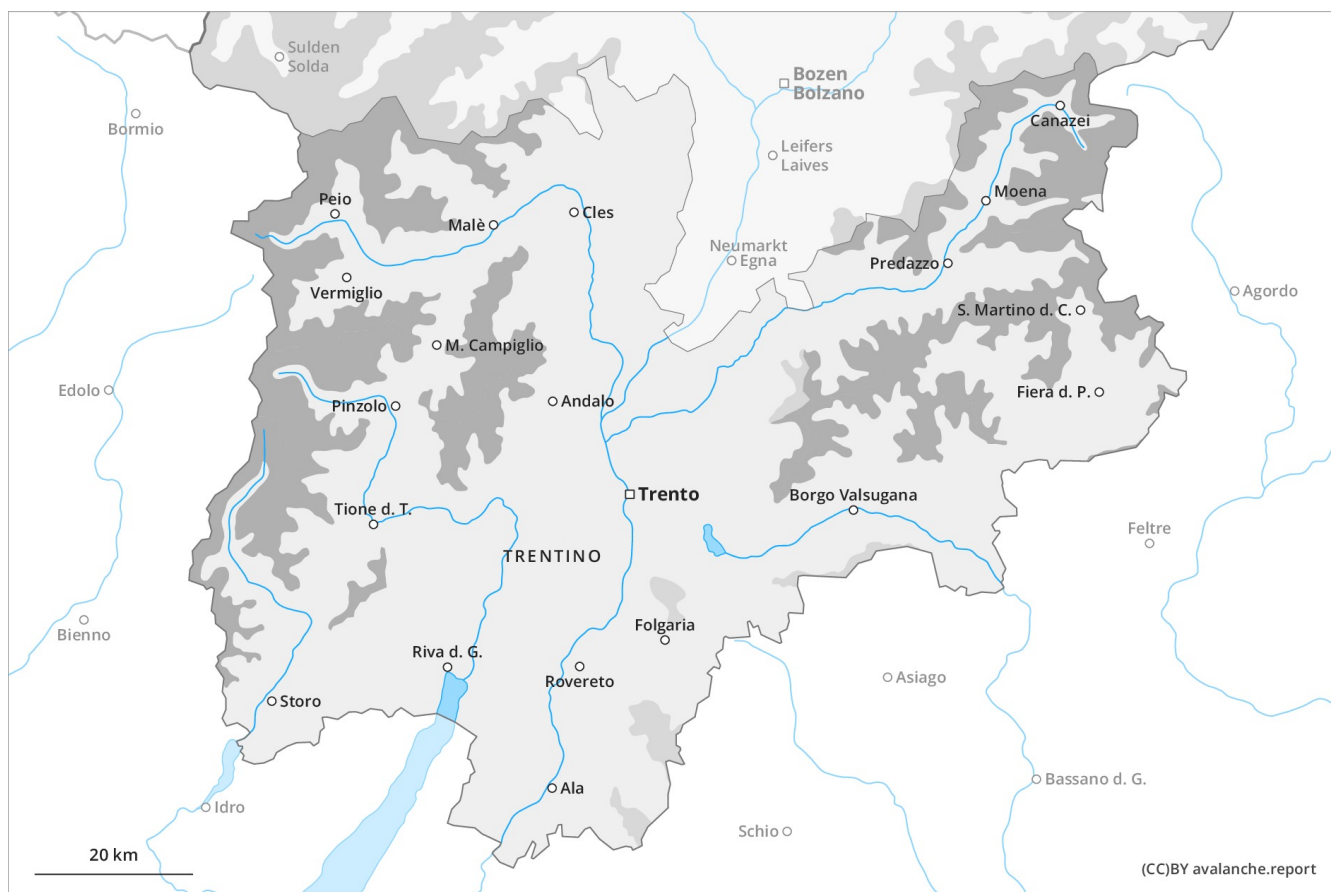 Sulden
Solda
Bozen
Bolzano
Bormio
Canazei
Leifers
Laives
Peio
Moena
Malè
Cles
Neumarkt
Egna
Predazzo
Vermiglio
Agordo
S. Martino d. C.
M. Campiglio
Edolo
Pinzolo
Andalo
Fiera d. P.
Trento
Borgo Valsugana
Tione d. T.
Feltre
TRENTINO
Bienno
Folgaria
Riva d. G.
Rovereto
Asiago
Storo
Bassano d. G.
Ala
Idro
Schio
20 km
(CC)BY avalanche.report